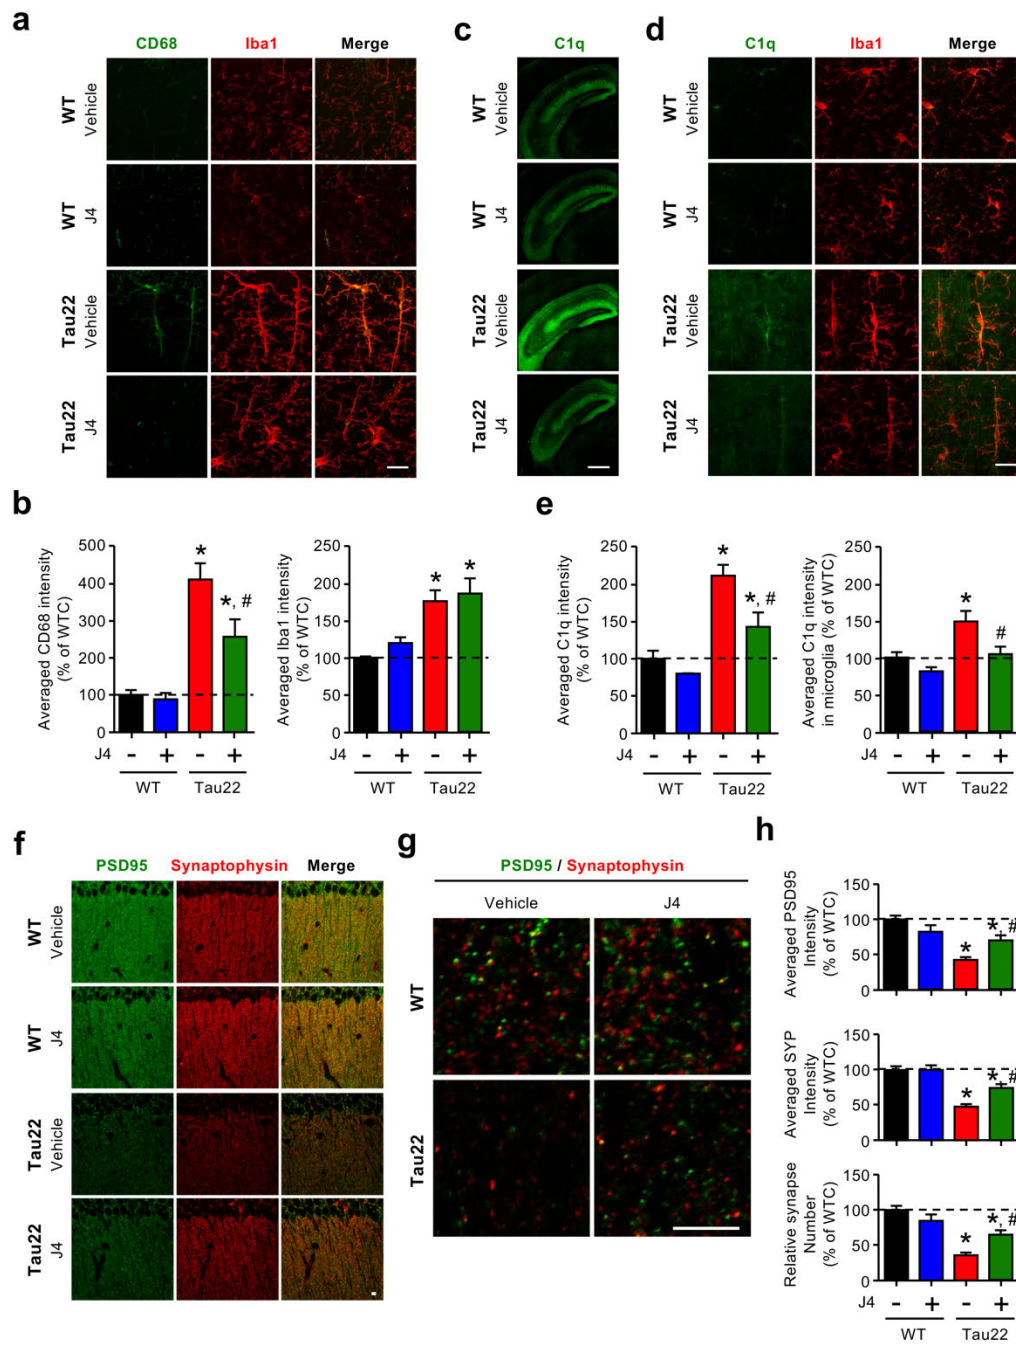 a
CD68 Iba1 Merge
WT
Vehicle
WT
J4
Tau22
Vehicle
Tau22
J4
c
C1q
WT
Vehicle
WT
J4
Tau22
Vehicle
Tau22
J4
d
C1q Iba1 Merge
WT
Vehicle
WT
J4
Tau22
Vehicle
Tau22
J4
b
Averaged CD68 intensity
(% of WTC)
500
400
300
200
100
0
*
*, #
J4 - + - +
WT Tau22
Averaged Iba1 intensity
(% of WTC)
250
200
150
100
50
0
* *
- + - +
WT Tau22
e
Averaged C1q intensity
(% of WTC)
250
200
150
100
50
0
*
*, #
J4 - + - +
WT Tau22
Averaged C1q intensity
in microglia (% of WTC)
250
200
150
100
50
0
*
#
- + - +
WT Tau22
f
PSD95 Synaptophysin Merge
WT
Vehicle
WT
J4
Tau22
Vehicle
Tau22
J4
g
PSD95 / Synaptophysin
Vehicle J4
WT
Tau22
h
Averaged PSD95
Intensity
(% of WTC)
150
100
50
0
*
*, #
Averaged SYP
Intensity
(% of WTC)
150
100
50
0
*
*, #
Relative synapse
Number
(% of WTC)
150
100
50
0
*
*, #
J4 - + - +
WT Tau22